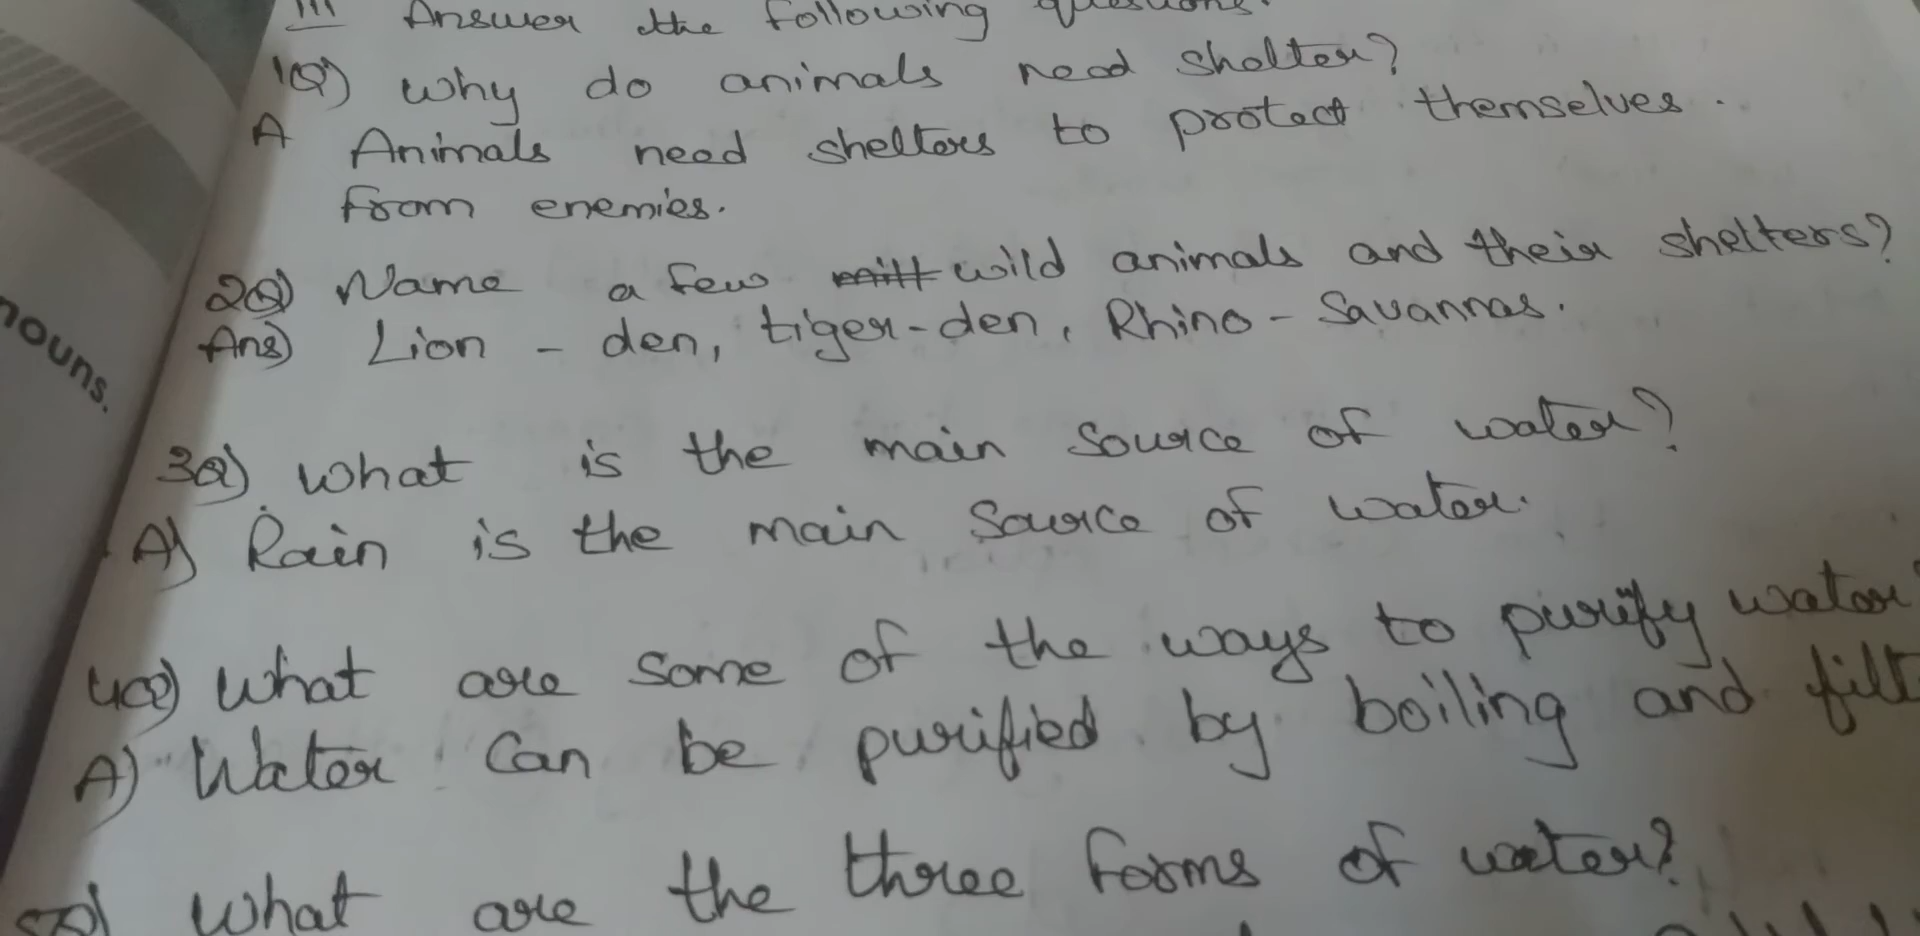 III Answer the following questions.
1Q) Why do animals need shelter?
A Animals need shelters to protect themselves.
from enemies.
2Q) Name a few wild animals and their shelters?
Ans) Lion - den, tiger-den, Rhino - Savannas.
nouns.
3Q) What is the main source of water?
A) Rain is the main source of water.
4Q) What are some of the ways to purify water
A) Water can be purified by boiling and
5Q) What are the three forms of water?